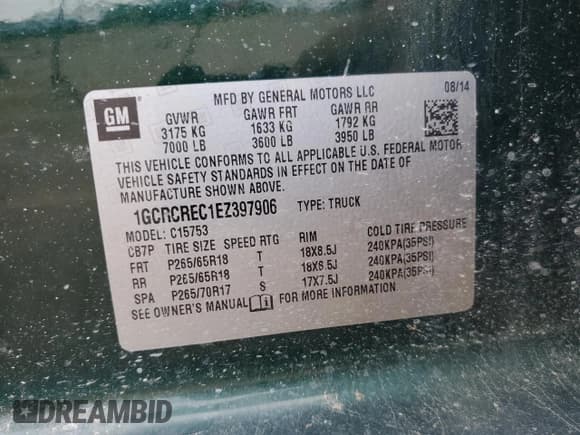 GM
MFD BY GENERAL MOTORS LLC 08/14
GVWR GAWR FRT GAWR RR
3175 KG 1633 KG 1792 KG
7000 LB 3600 LB 3950 LB
THIS VEHICLE CONFORMS TO ALL APPLICABLE U.S. FEDERAL MOTOR
VEHICLE SAFETY STANDARDS IN EFFECT ON THE DATE OF
MANUFACTURE SHOWN ABOVE.
1GCRCREC1EZ397906 TYPE: TRUCK
MODEL: C15753
CB7P TIRE SIZE SPEED RTG RIM COLD TIRE PRESSURE
FRT P265/65R18 T 18X8.5J 240KPA(35PSI)
RR P265/65R18 T 18X8.5J 240KPA(35PSI)
SPA P265/70R17 S 17X7.5J 240KPA(35PSI)
SEE OWNER'S MANUAL FOR MORE INFORMATION
DREAMBID